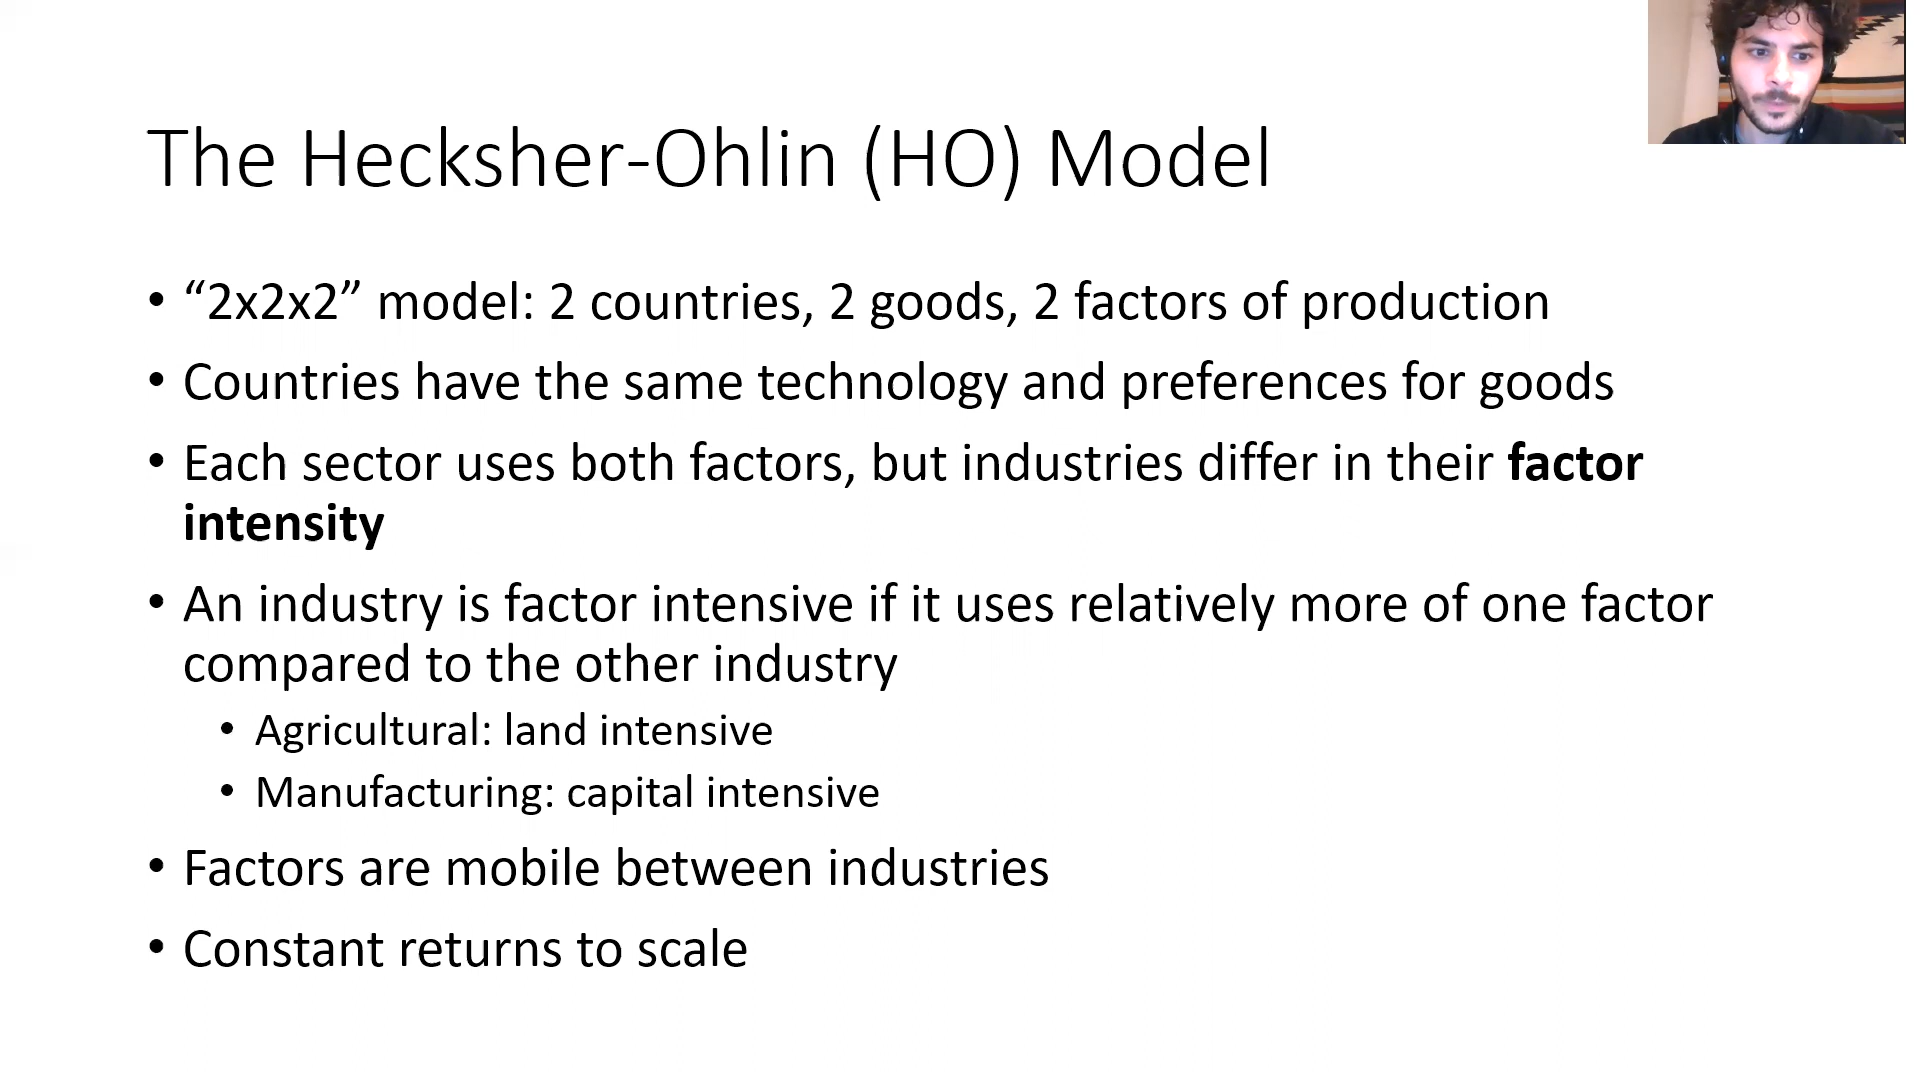 The Hecksher-Ohlin (HO) Model
• “2x2x2” model: 2 countries, 2 goods, 2 factors of production
• Countries have the same technology and preferences for goods
• Each sector uses both factors, but industries differ in their factor
intensity
• An industry is factor intensive if it uses relatively more of one factor
compared to the other industry
• Agricultural: land intensive
• Manufacturing: capital intensive
• Factors are mobile between industries
• Constant returns to scale